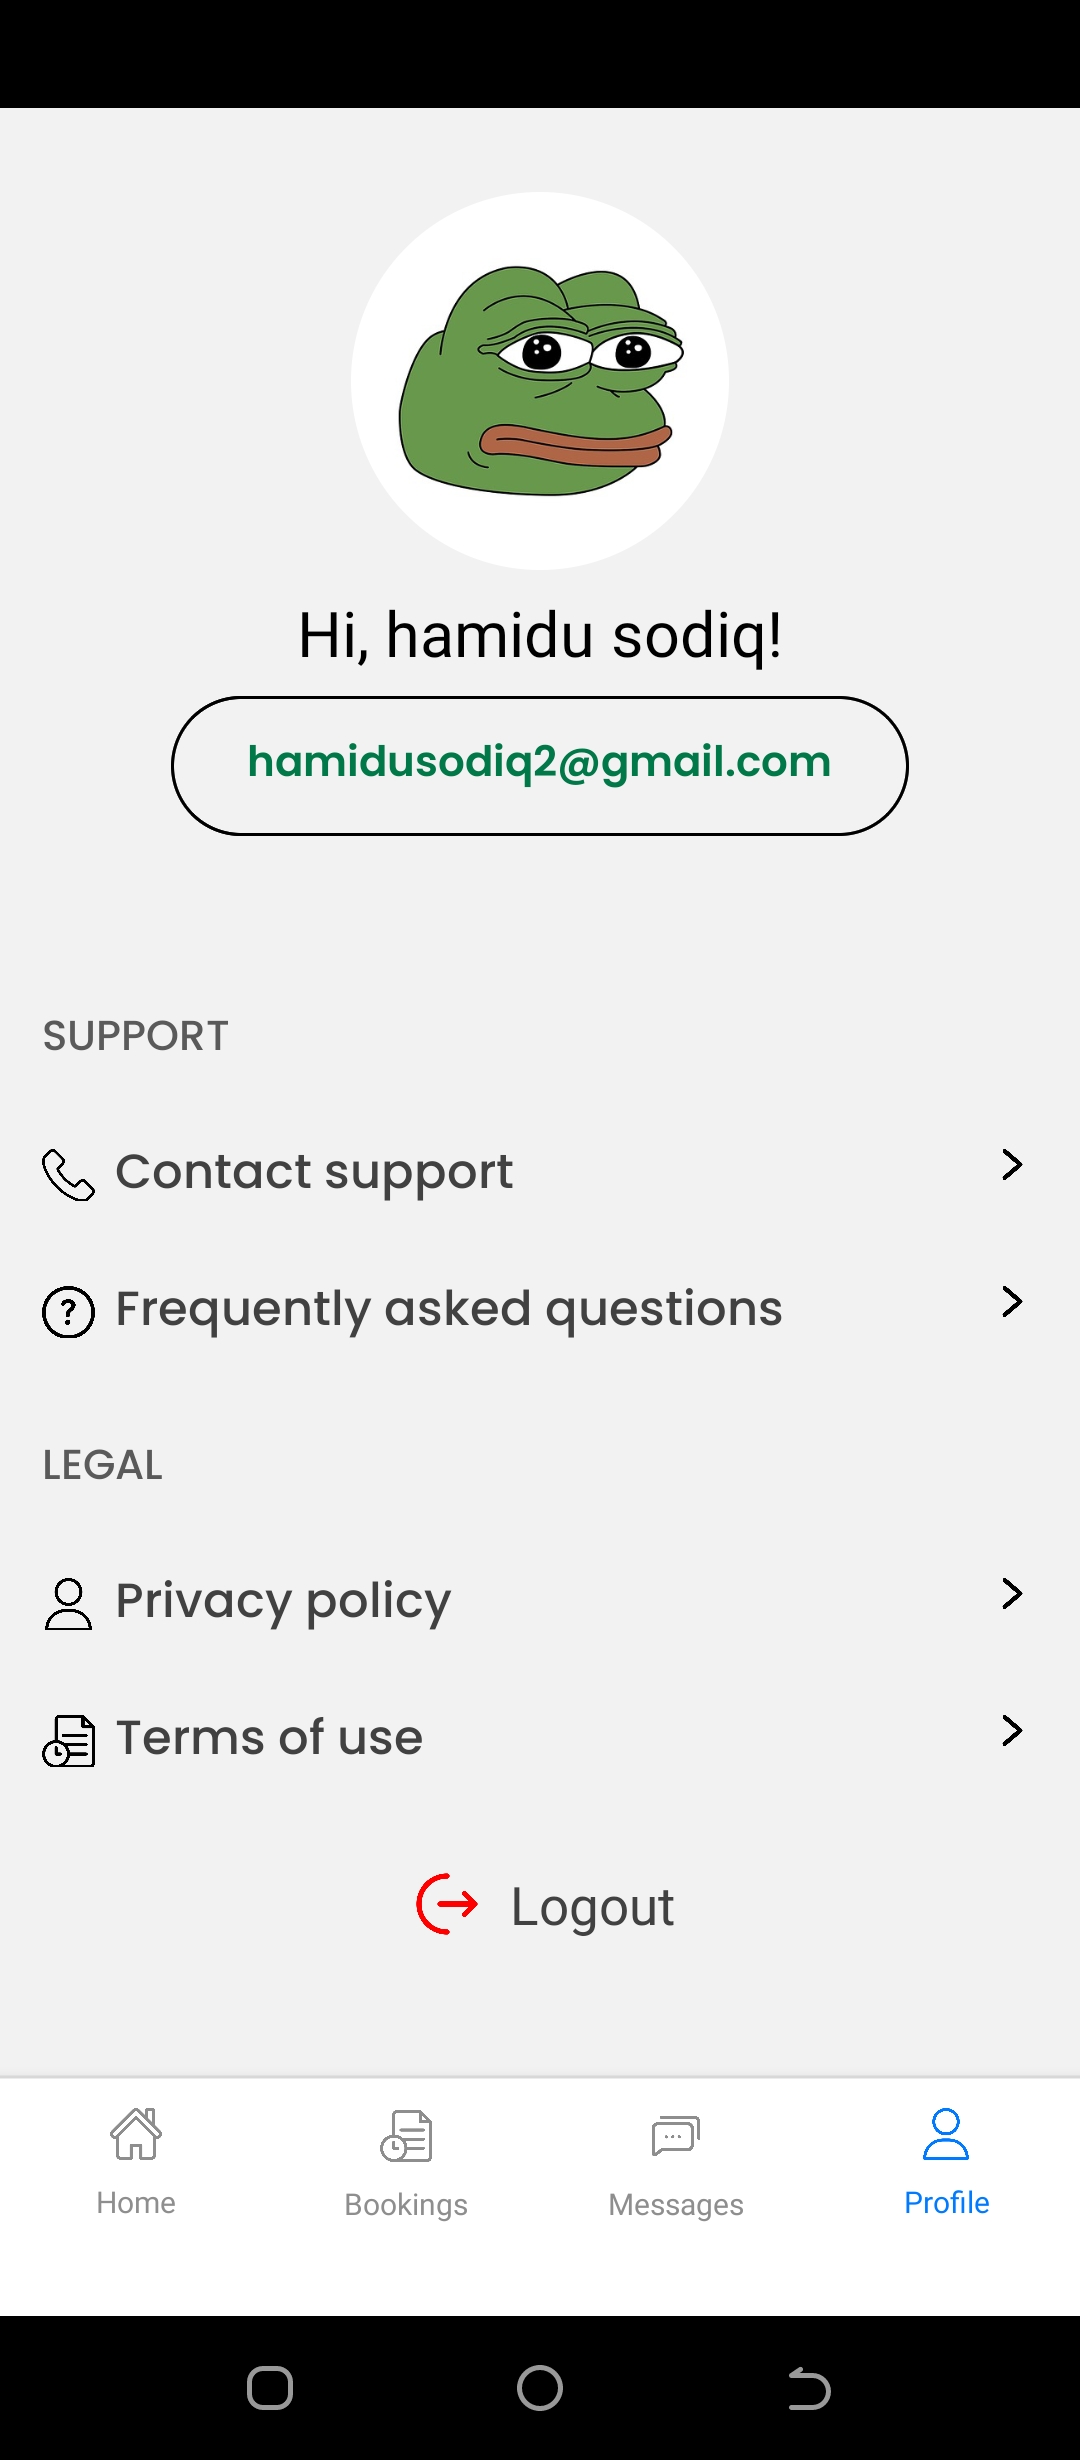 Hi, hamidu sodiq!
hamidusodiq2@gmail.com
SUPPORT
Contact support
Frequently asked questions
LEGAL
Privacy policy
Terms of use
Logout
Home
Bookings
Messages
Profile